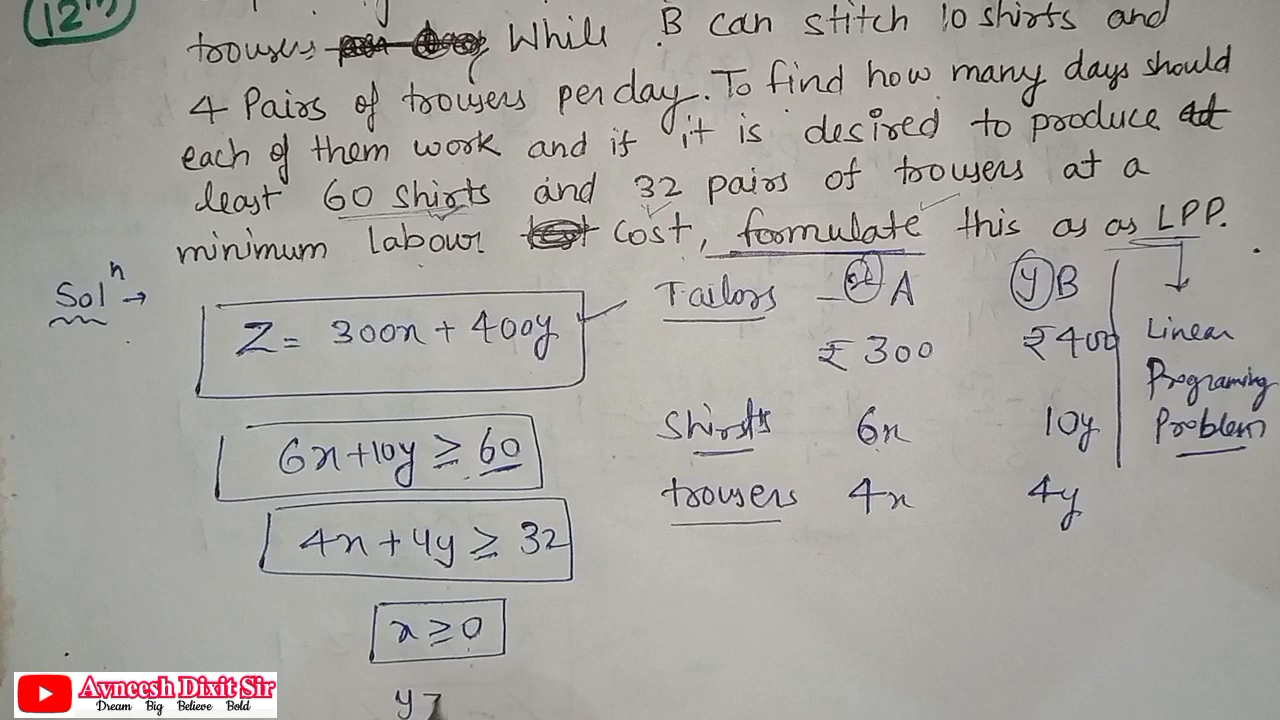 12th
trousers While B can stitch 10 shirts and
4 Pairs of trousers per day. To find how many days should
each of them work and if it is desired to produce at
least 60 shirts and 32 pairs of trousers at a
minimum labour cost, formulate this as as LPP.
Solⁿ →
Z = 300x + 400y
6x + 10y ≥ 60
4x + 4y ≥ 32
x ≥ 0
y ≥
Tailors – x A y B
₹ 300 ₹ 400
Shirts 6x 10y
trousers 4x 4y
Linear
Programing
Problem
Avneesh Dixit Sir
Dream Big Believe Bold